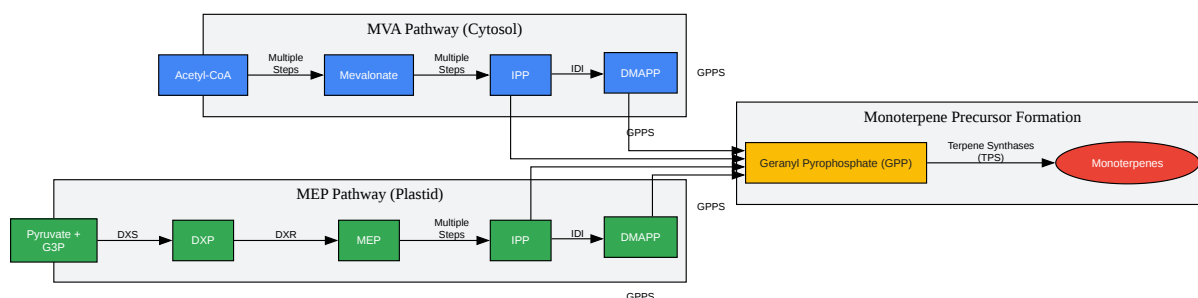 MVA Pathway (Cytosol)
Acetyl-CoA
Multiple
Steps
Mevalonate
Multiple
Steps
IPP
IDI
DMAPP
GPPS
GPPS
Monoterpene Precursor Formation
Geranyl Pyrophosphate (GPP)
Terpene Synthases
(TPS)
Monoterpenes
MEP Pathway (Plastid)
Pyruvate +
G3P
DXS
DXP
DXR
MEP
Multiple
Steps
IPP
IDI
DMAPP
GPPS
GPPS